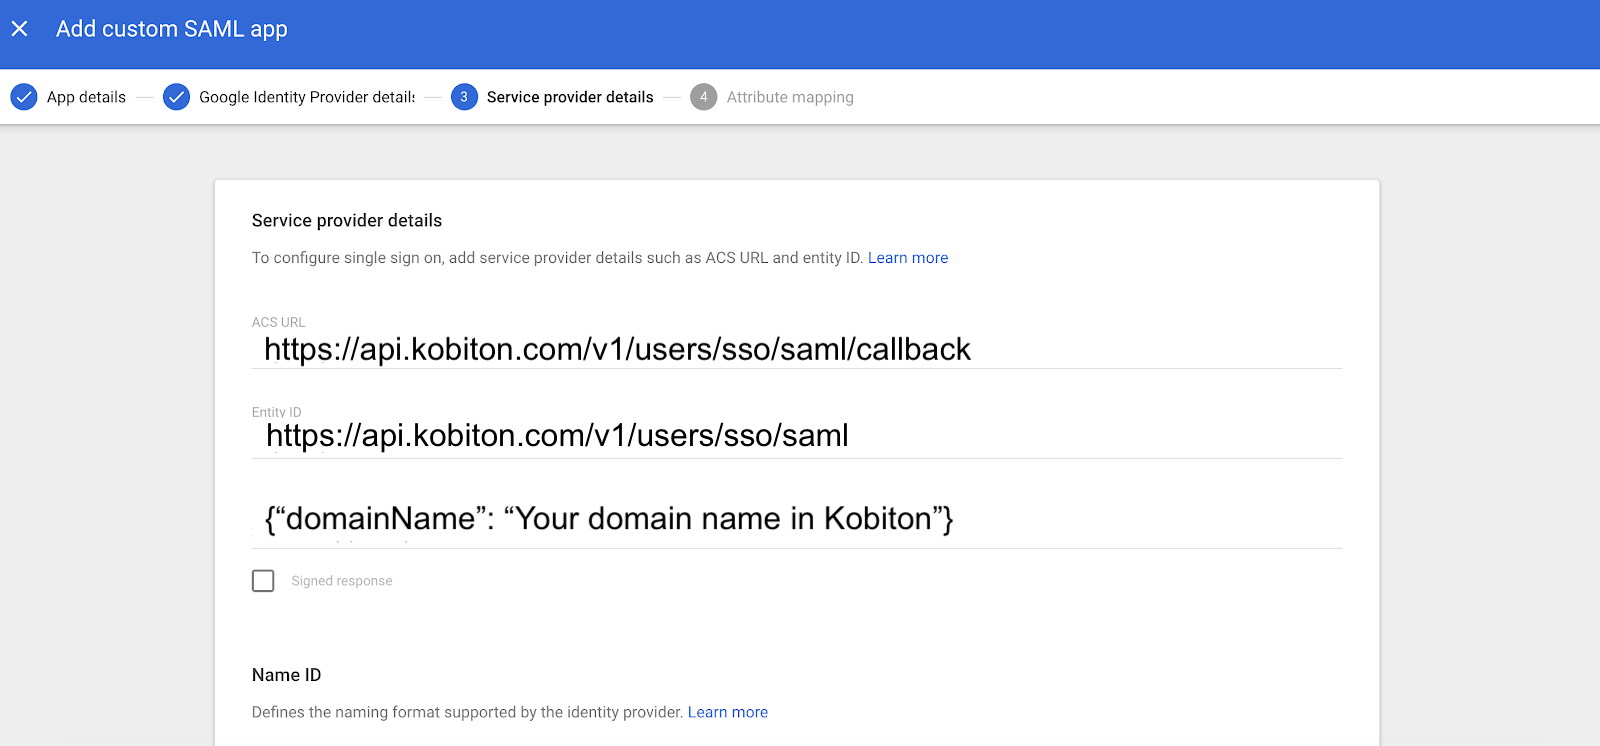 Add custom SAML app
App details
Google Identity Provider details
3 Service provider details
4 Attribute mapping
Service provider details
To configure single sign on, add service provider details such as ACS URL and entity ID. Learn more
ACS URL
https://api.kobiton.com/v1/users/sso/saml/callback
Entity ID
https://api.kobiton.com/v1/users/sso/saml
{“domainName”: “Your domain name in Kobiton”}
Signed response
Name ID
Defines the naming format supported by the identity provider. Learn more